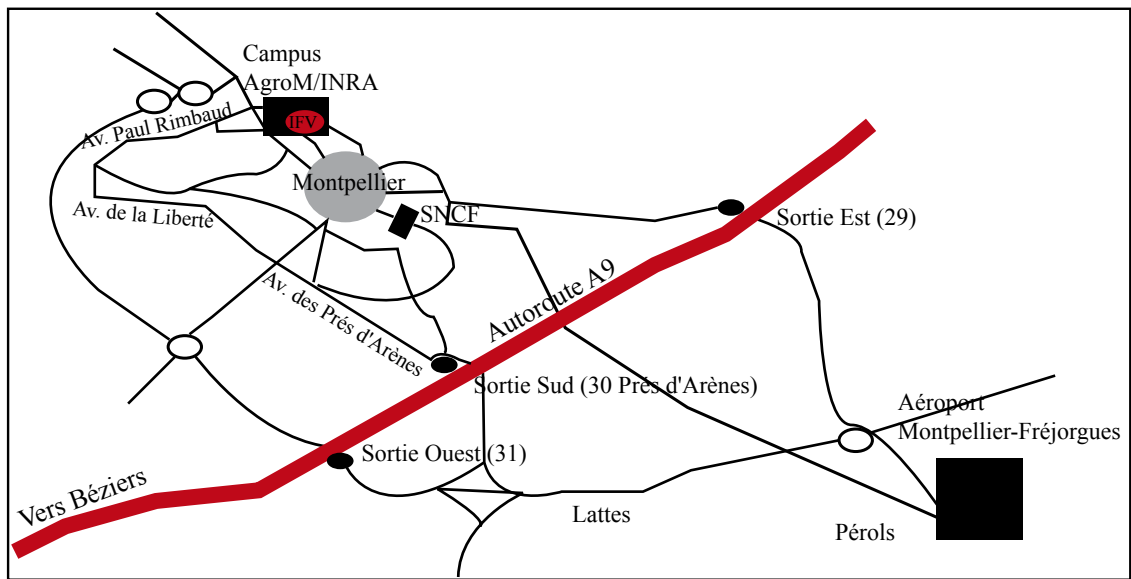 Campus
AgroM/INRA
IFV
Av. Paul Rimbaud
Montpellier
Av. de la Liberté
SNCF
Sortie Est (29)
Autoroute A9
Av. des Prés d'Arènes
Sortie Sud (30 Prés d'Arènes)
Aéroport
Montpellier-Fréjorgues
Sortie Ouest (31)
Vers Béziers
Lattes
Pérols